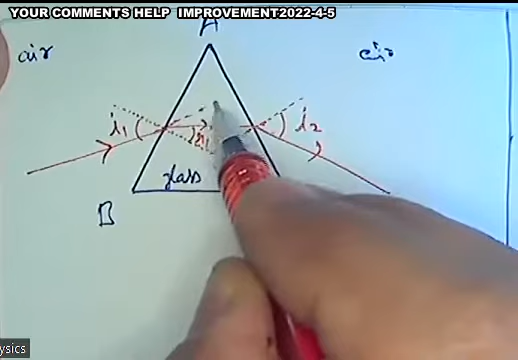 YOUR COMMENTS HELP IMPROVEMENT2022-4-5
A
air
air
i1
r1
i2
glass
B
ysics